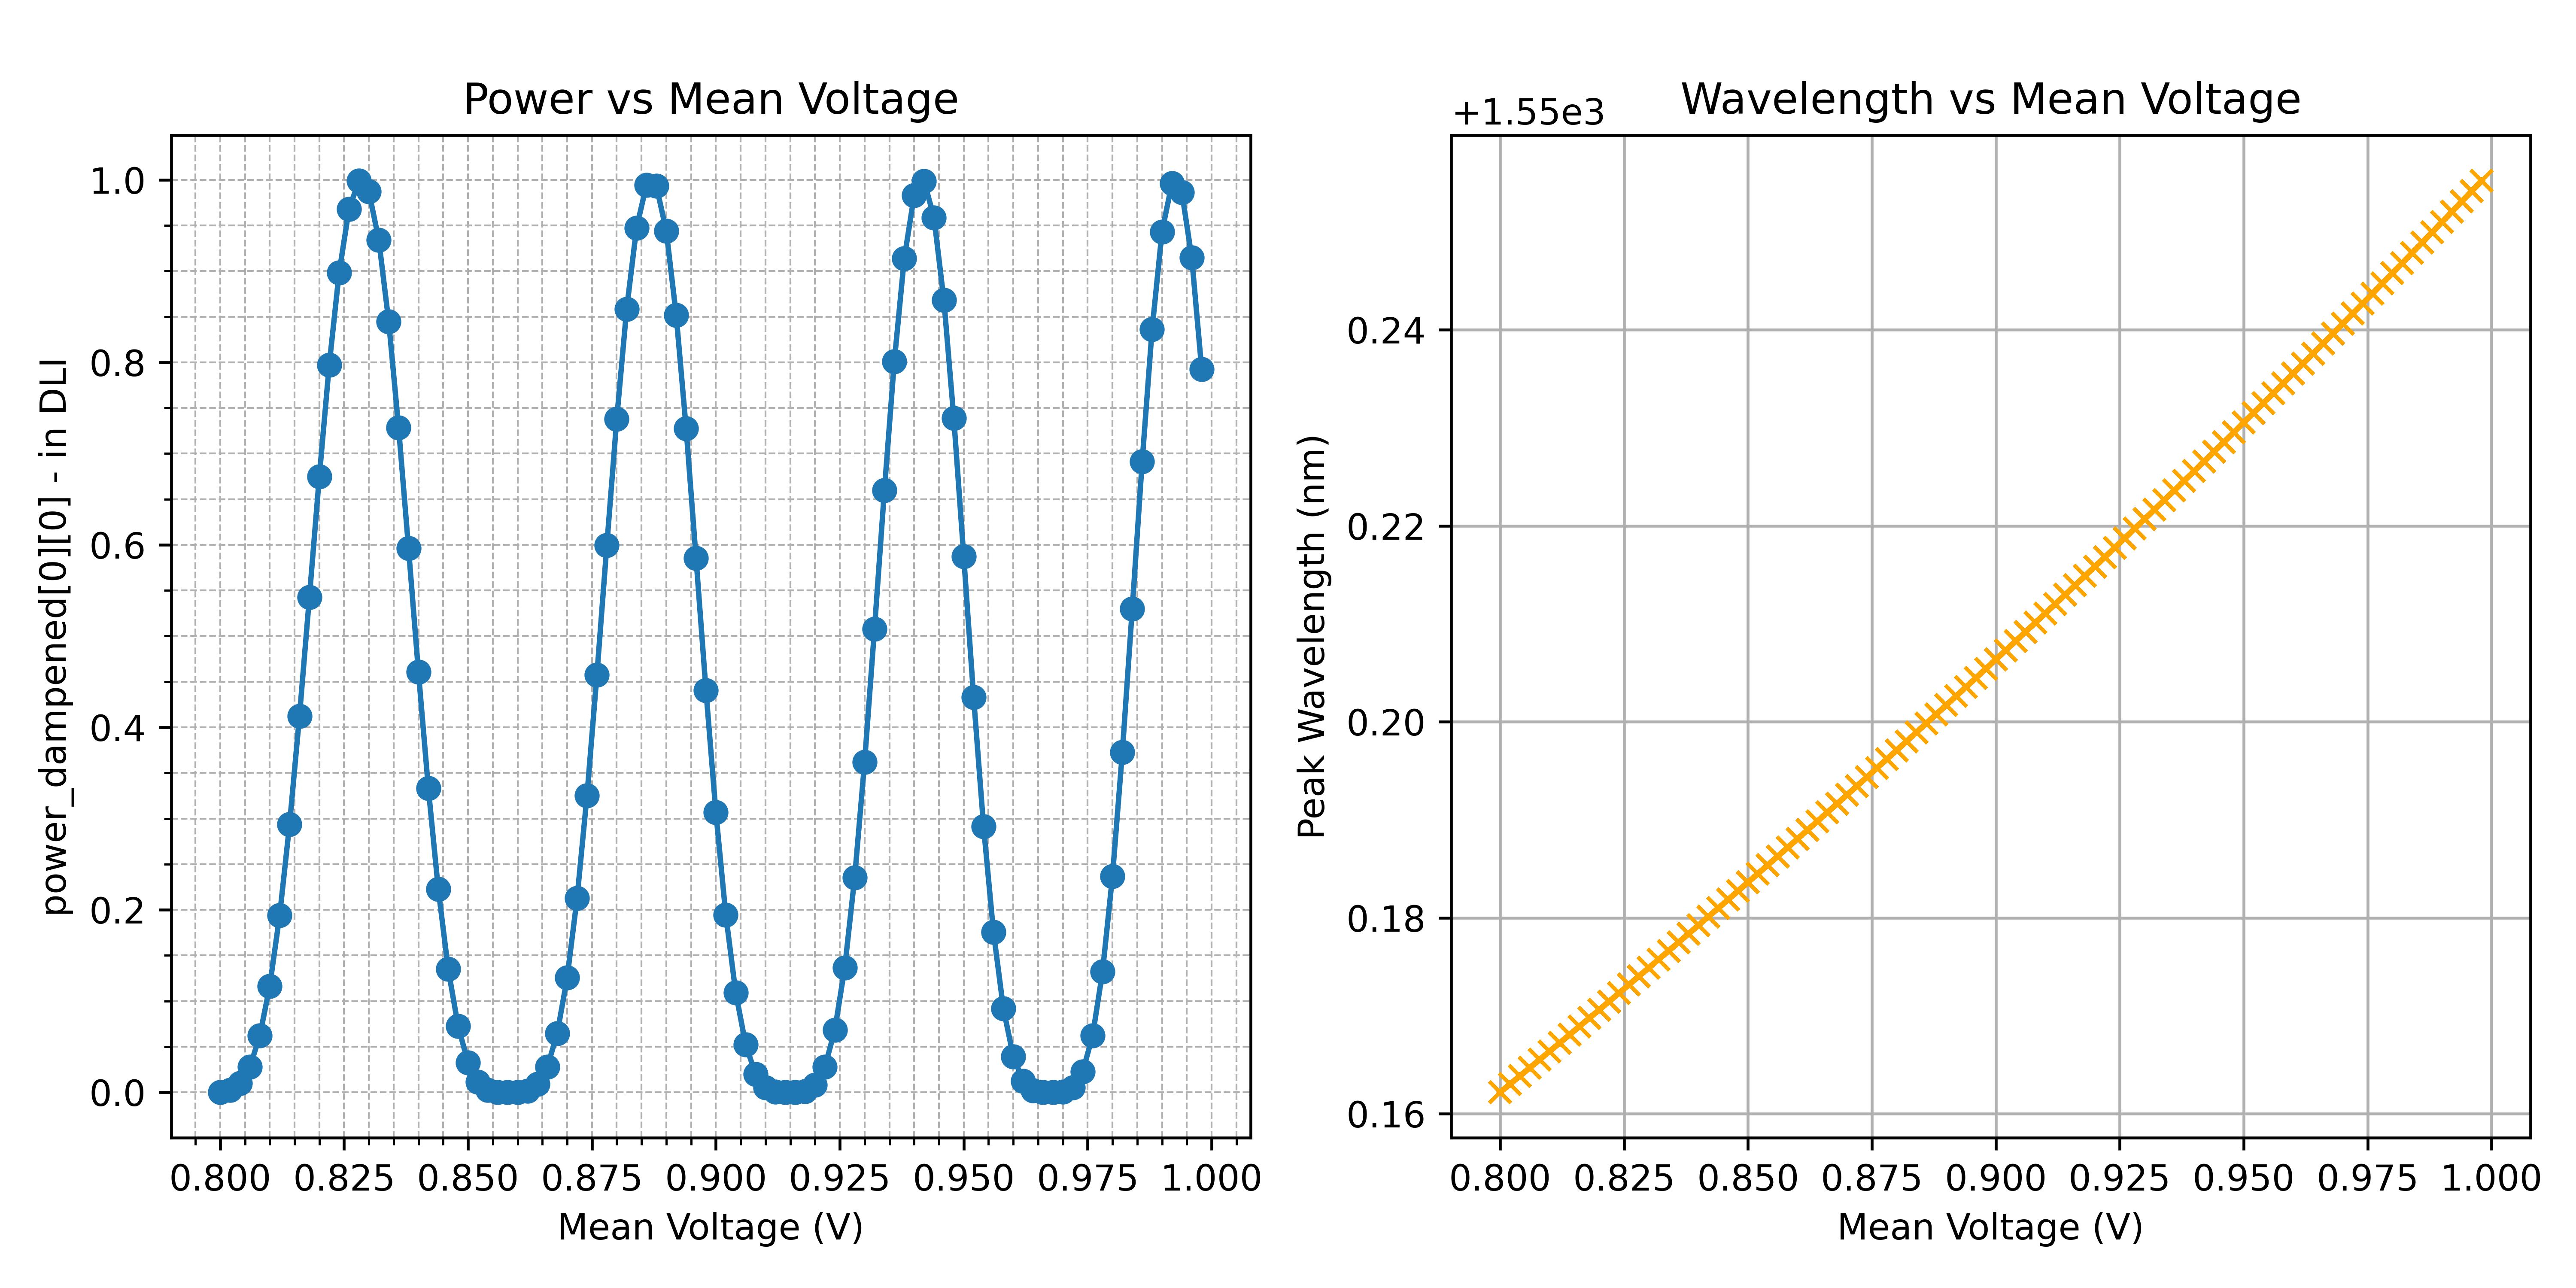 Power vs Mean Voltage
1.0
0.8
0.6
0.4
0.2
0.0
power_dampened[0][0] - in DLI
0.800 0.825 0.850 0.875 0.900 0.925 0.950 0.975 1.000
Mean Voltage (V)
Wavelength vs Mean Voltage
+1.55e3
0.24
0.22
0.20
0.18
0.16
Peak Wavelength (nm)
0.800 0.825 0.850 0.875 0.900 0.925 0.950 0.975 1.000
Mean Voltage (V)